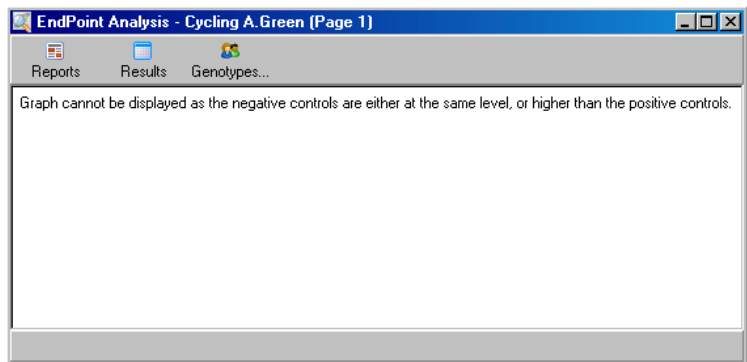 EndPoint Analysis - Cycling A.Green (Page 1)
Reports Results Genotypes...
Graph cannot be displayed as the negative controls are either at the same level, or higher than the positive controls.